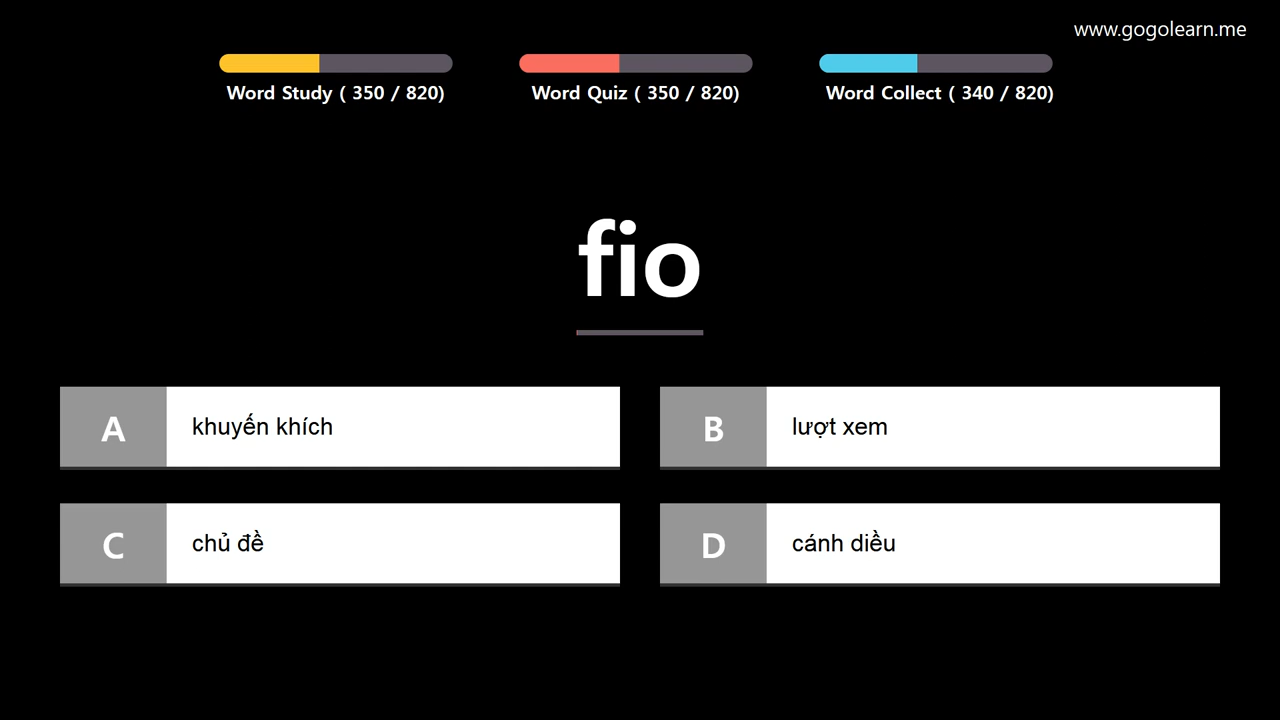 www.gogolearn.me
Word Study ( 350 / 820)
Word Quiz ( 350 / 820)
Word Collect ( 340 / 820)
fio
A khuyến khích
B lượt xem
C chủ đề
D cánh diều